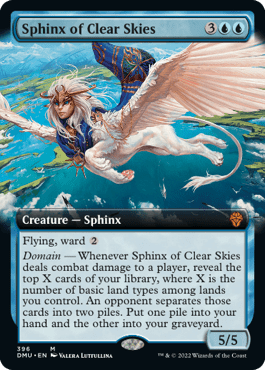 Sphinx of Clear Skies 3
Creature — Sphinx
Flying, ward 2
Domain — Whenever Sphinx of Clear Skies
deals combat damage to a player, reveal the
top X cards of your library, where X is the
number of basic land types among lands
you control. An opponent separates those
cards into two piles. Put one pile into your
hand and the other into your graveyard.
5/5
396 M
DMU • EN VALERA LUTFULLINA
™ & © 2022 Wizards of the Coast